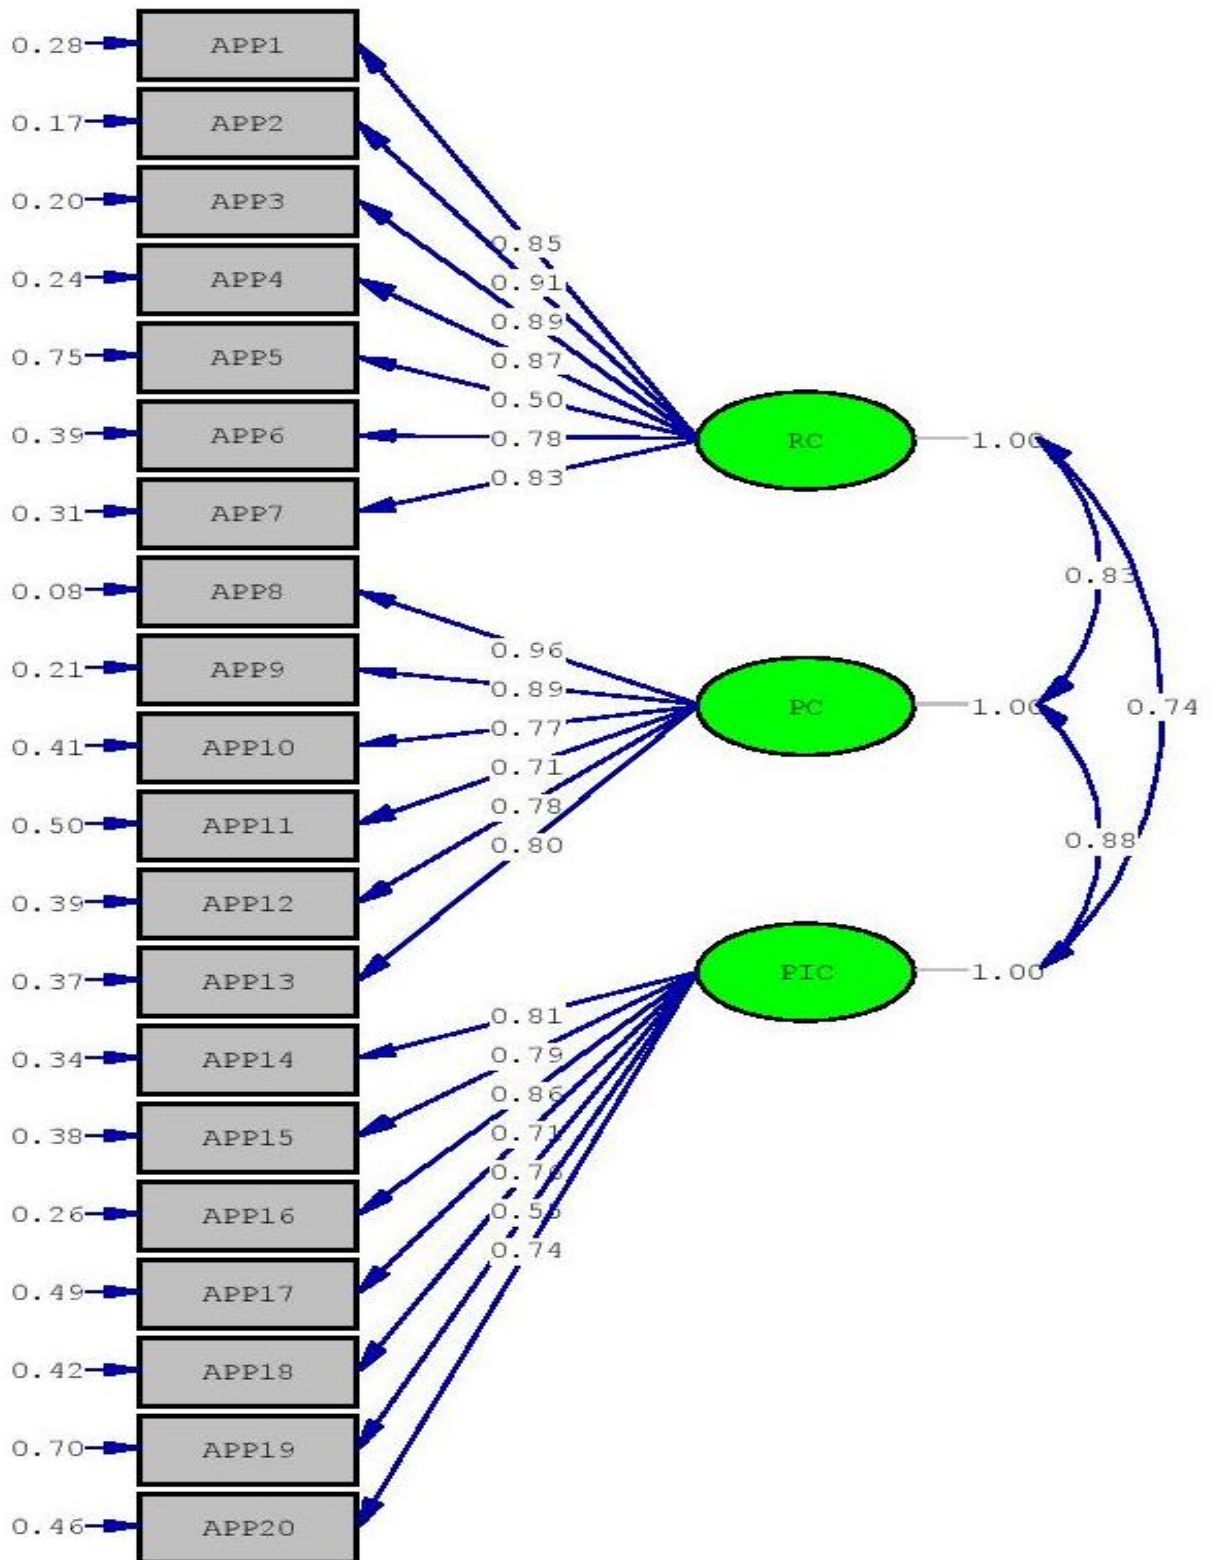 0.28 APP1
0.17 APP2
0.20 APP3
0.85
0.24 APP4
0.91
0.89
0.75 APP5
0.87
0.50
0.39 APP6
0.78
RC 1.00
0.83
0.31 APP7
0.83
0.08 APP8
0.96
0.21 APP9
0.89
PC 1.00
0.74
0.77
0.41 APP10
0.71
0.78
0.50 APP11
0.80
0.88
0.39 APP12
PIC 1.00
0.37 APP13
0.81
0.34 APP14
0.79
0.86
0.38 APP15
0.71
0.76
0.26 APP16
0.74
0.49 APP17
0.42 APP18
0.70 APP19
0.46 APP20